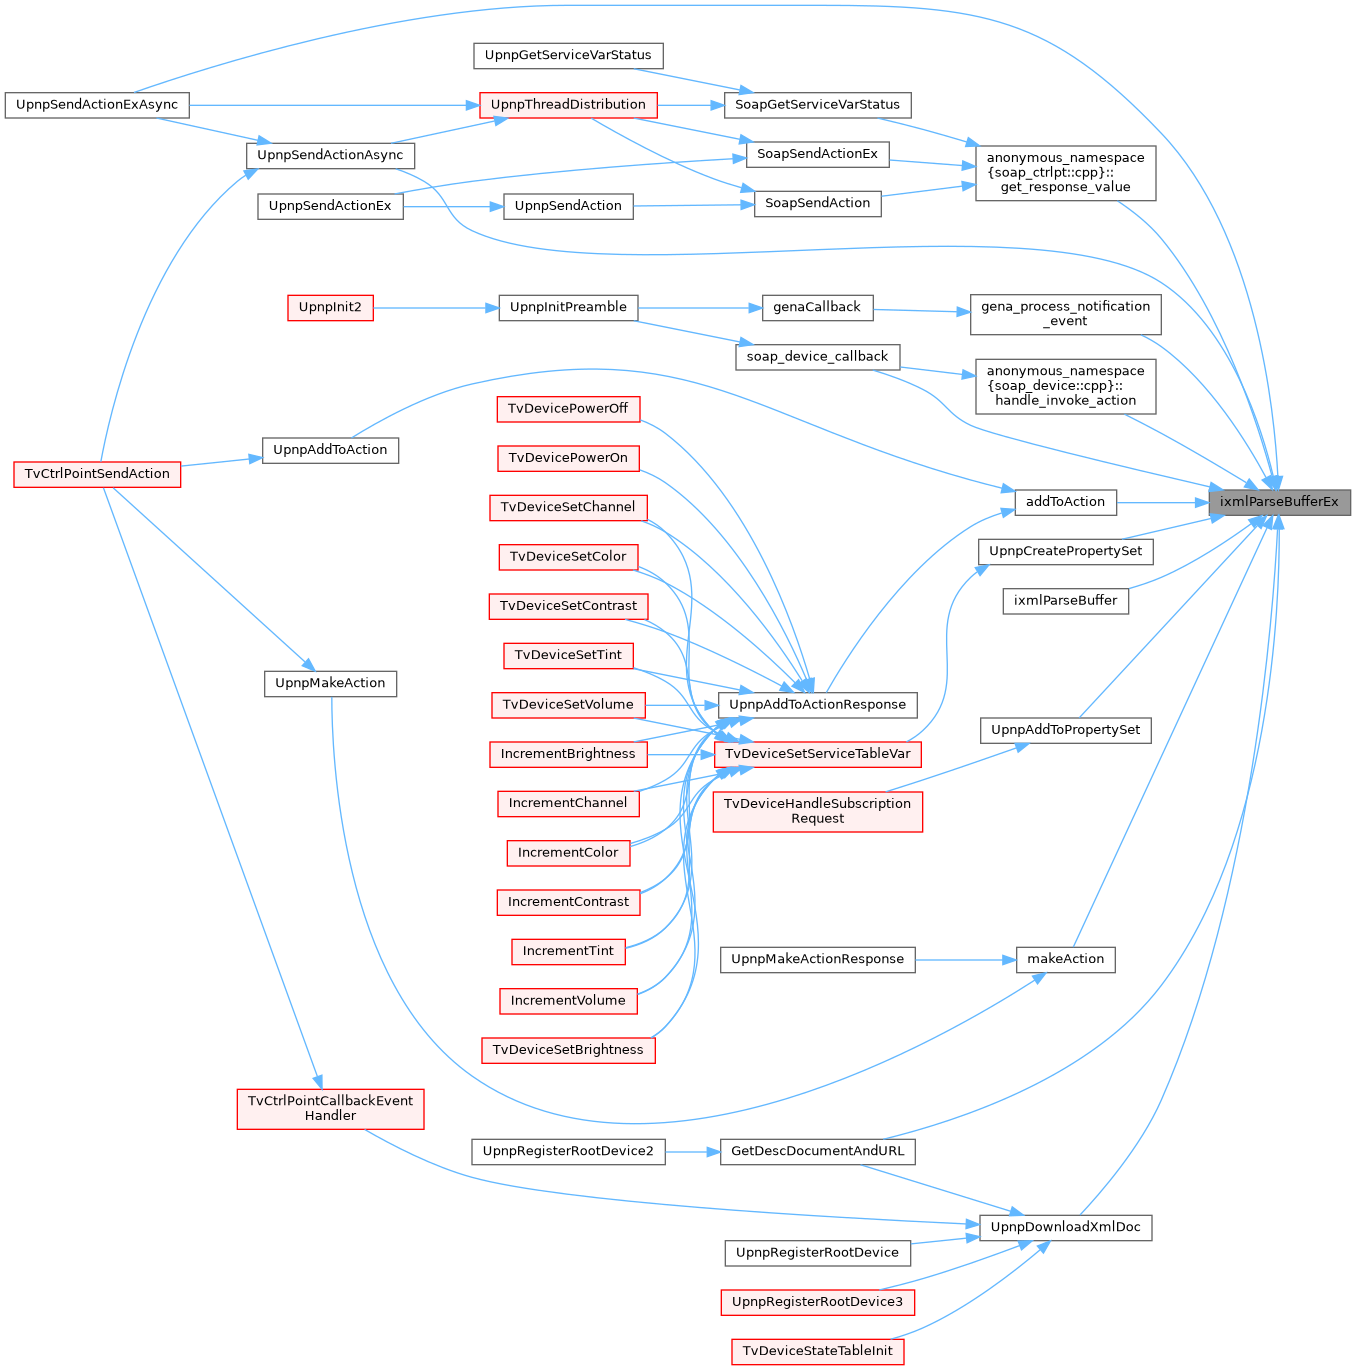 UpnpGetServiceVarStatus
UpnpSendActionExAsync
UpnpThreadDistribution
SoapGetServiceVarStatus
UpnpSendActionAsync
SoapSendActionEx
anonymous_namespace
{soap_ctrlpt::cpp}::
get_response_value
UpnpSendActionEx
UpnpSendAction
SoapSendAction
UpnpInit2
UpnpInitPreamble
genaCallback
gena_process_notification
_event
soap_device_callback
anonymous_namespace
{soap_device::cpp}::
handle_invoke_action
TvDevicePowerOff
UpnpAddToAction
TvDevicePowerOn
TvCtrlPointSendAction
TvDeviceSetChannel
addToAction
ixmlParseBufferEx
TvDeviceSetColor
UpnpCreatePropertySet
TvDeviceSetContrast
ixmlParseBuffer
TvDeviceSetTint
UpnpMakeAction
TvDeviceSetVolume
UpnpAddToActionResponse
UpnpAddToPropertySet
IncrementBrightness
TvDeviceSetServiceTableVar
IncrementChannel
TvDeviceHandleSubscription
Request
IncrementColor
IncrementContrast
IncrementTint
UpnpMakeActionResponse
makeAction
IncrementVolume
TvDeviceSetBrightness
TvCtrlPointCallbackEvent
Handler
UpnpRegisterRootDevice2
GetDescDocumentAndURL
UpnpDownloadXmlDoc
UpnpRegisterRootDevice
UpnpRegisterRootDevice3
TvDeviceStateTableInit